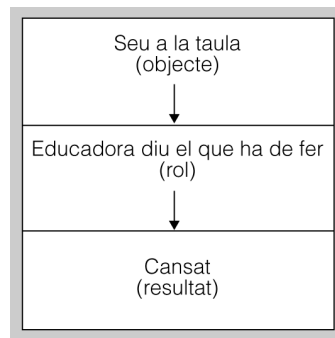 Seu a la taula
(objecte)
Educadora diu el que ha de fer
(rol)
Cansat
(resultat)